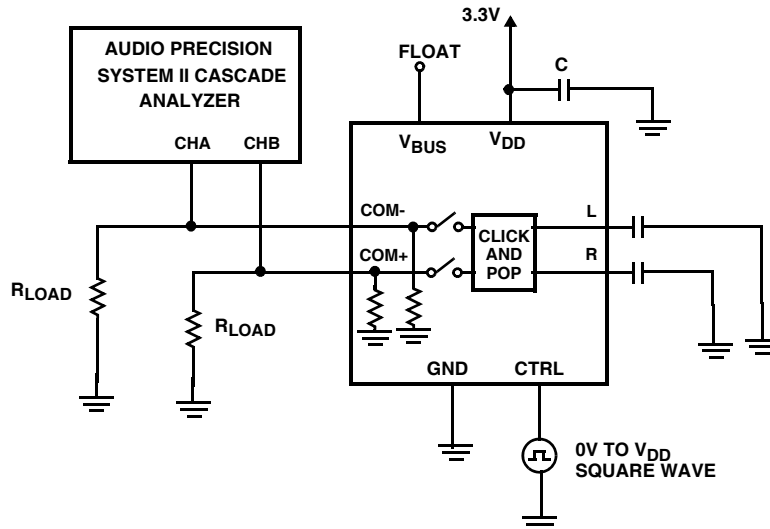 3.3V
AUDIO PRECISION
SYSTEM II CASCADE
ANALYZER
CHA CHB
FLOAT
C
VBUS VDD
COM-
L
CLICK
AND
POP
COM+
R
RLOAD
RLOAD
GND CTRL
0V TO VDD
SQUARE WAVE